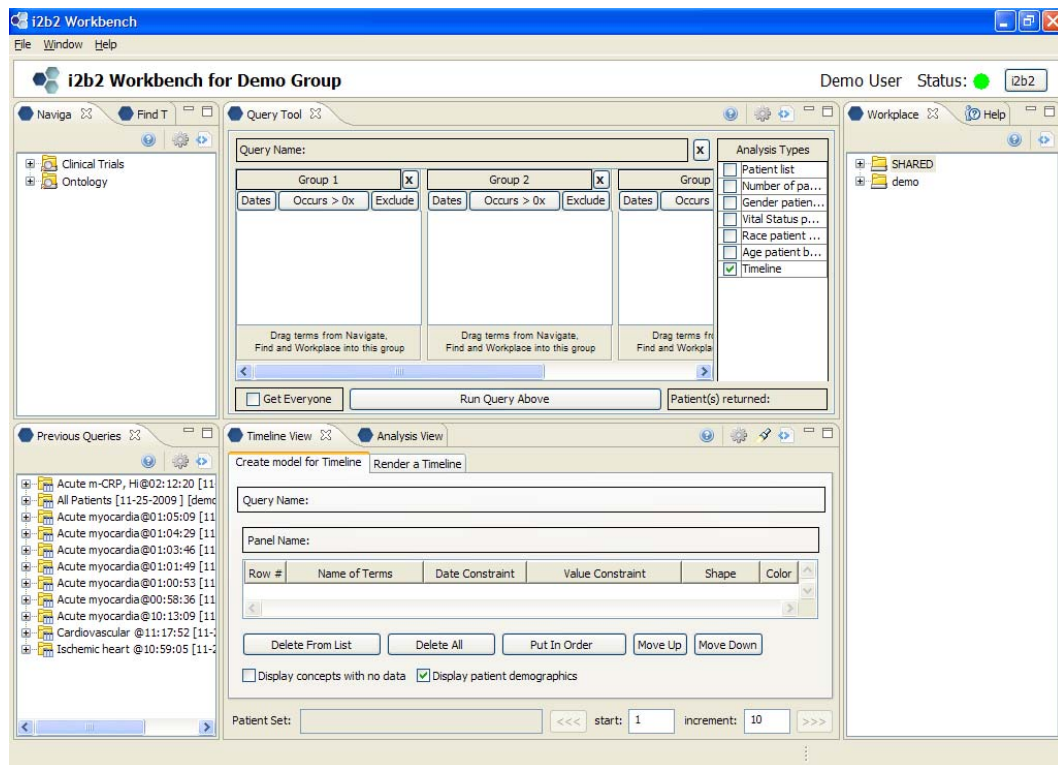 i2b2 Workbench
File Window Help
i2b2 Workbench for Demo Group
Demo User Status:
i2b2
Naviga
Find T
Clinical Trials
Ontology
Query Tool
Query Name:
X
Group 1
X
Dates
Occurs > 0x
Exclude
Drag terms from Navigate,
Find and Workplace into this group
Group 2
X
Dates
Occurs > 0x
Exclude
Drag terms from Navigate,
Find and Workplace into this group
Group
Dates
Occurs
Drag terms fr
Find and Workpla
Analysis Types
Patient list
Number of pa...
Gender patien...
Vital Status p...
Race patient ...
Age patient b...
Timeline
Get Everyone
Run Query Above
Patient(s) returned:
Workplace
Help
SHARED
demo
Previous Queries
Acute m-CRP, Hi@02:12:20 [11-
All Patients [11-25-2009 ] [demo
Acute myocardia@01:05:09 [11
Acute myocardia@01:04:29 [11
Acute myocardia@01:03:46 [11
Acute myocardia@01:01:49 [11
Acute myocardia@01:00:53 [11
Acute myocardia@00:58:36 [11
Acute myocardia@10:13:09 [11
Cardiovascular @11:17:52 [11-
Ischemic heart @10:59:05 [11-2
Timeline View
Analysis View
Create model for Timeline
Render a Timeline
Query Name:
Panel Name:
Row # Name of Terms Date Constraint Value Constraint Shape Color
Delete From List
Delete All
Put In Order
Move Up
Move Down
Display concepts with no data
Display patient demographics
Patient Set:
<<<
start: 1
increment: 10
>>>